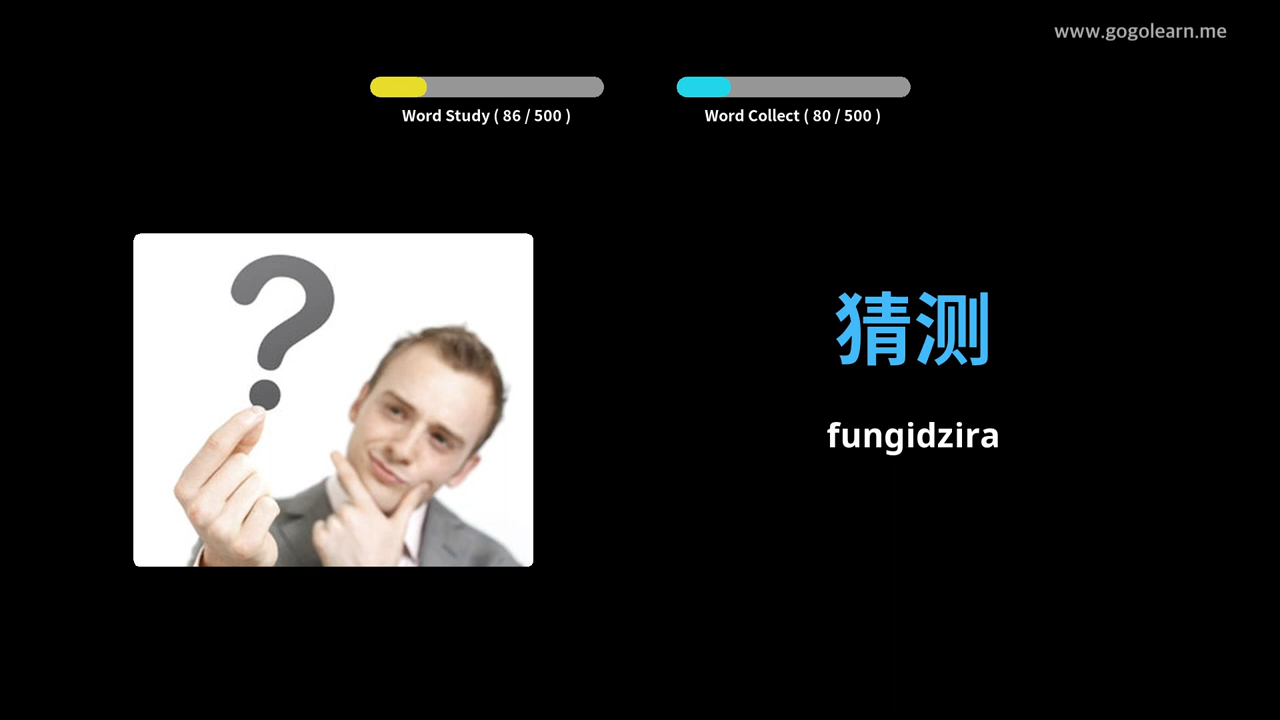 www.gogolearn.me
Word Study ( 86 / 500 )
Word Collect ( 80 / 500 )
?
猜测
fungidzira